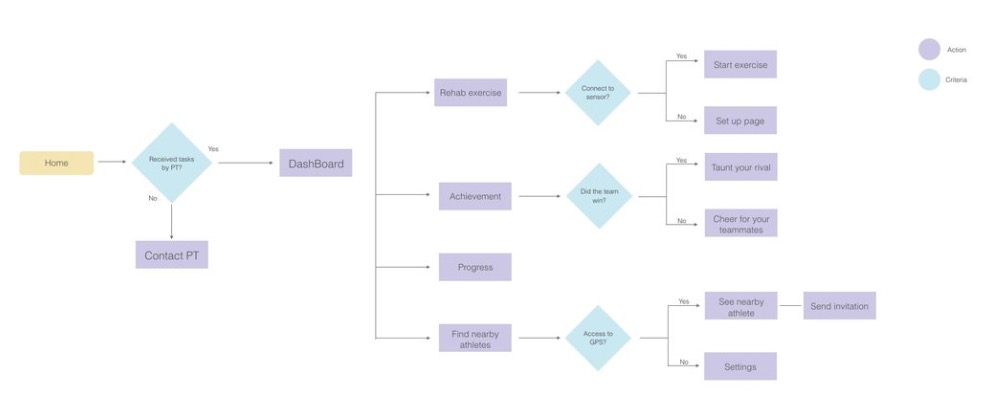 Home
Received tasks
by PT?
Yes
No
Contact PT
DashBoard
Rehab exercise
Connect to
sensor?
Yes
Start exercise
No
Set up page
Achievement
Did the team
win?
Yes
Taunt your rival
No
Cheer for your
teammates
Progress
Find nearby
athletes
Access to
GPS?
Yes
See nearby
athlete
Send invitation
No
Settings
Action
Criteria